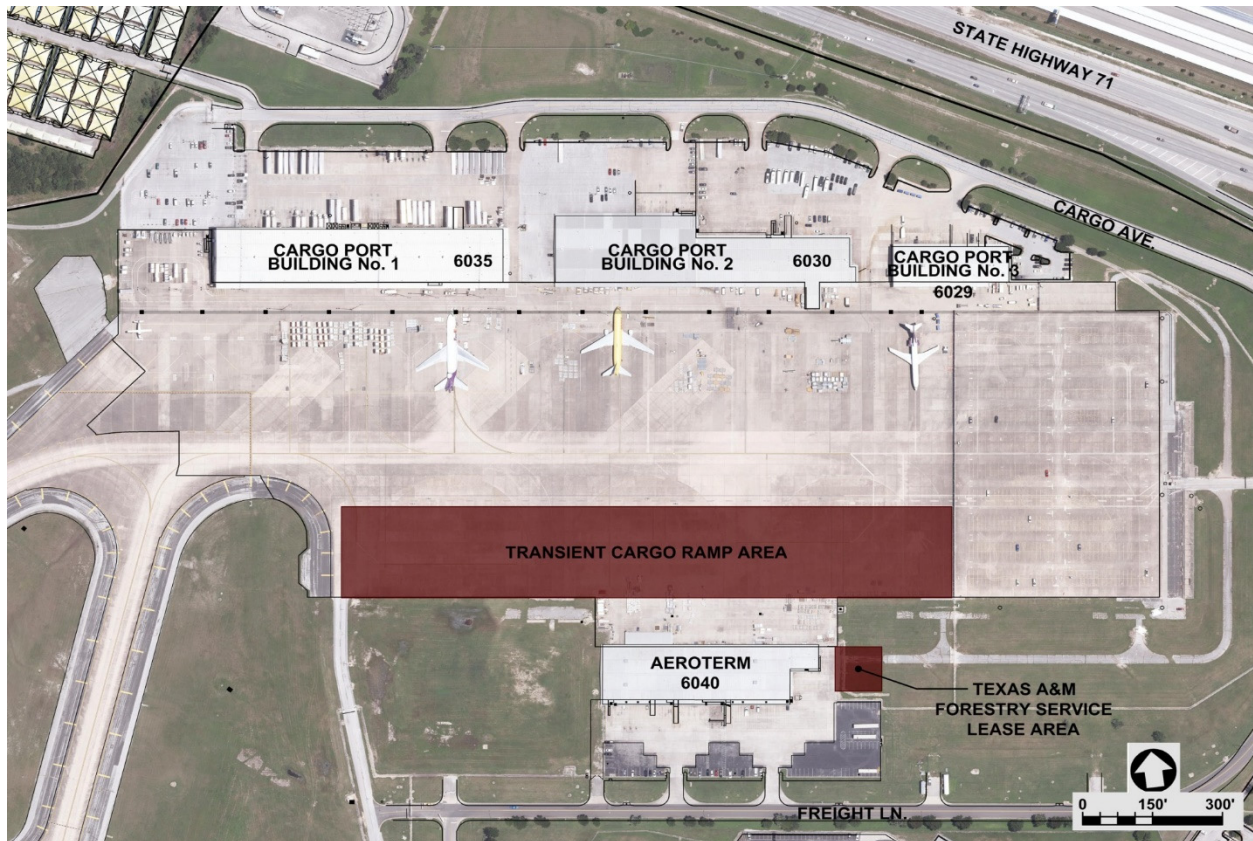 STATE HIGHWAY 71
CARGO AVE.
CARGO PORT
BUILDING No. 1
6035
CARGO PORT
BUILDING No. 2
6030
CARGO PORT
BUILDING No. 3
6029
TRANSIENT CARGO RAMP AREA
AEROTERM
6040
TEXAS A&M
FORESTRY SERVICE
LEASE AREA
FREIGHT LN.
0 150' 300'